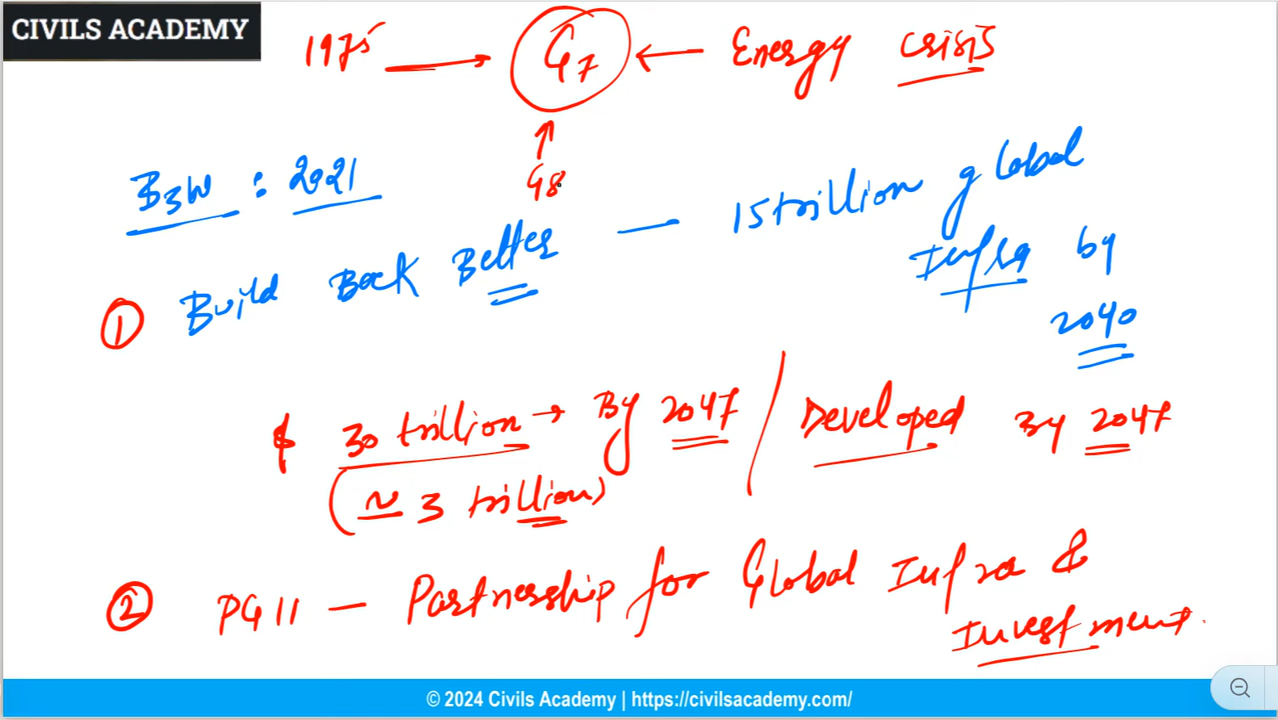 CIVILS ACADEMY
1975 → G7 ← Energy crisis
↑
G8
B3W : 2021
① Build Back Better — 15 trillion global
Infra by
2040
$ 30 trillion → By 2047 / Developed By 2047
(~ 3 trillion)
② PGII — Partnership for Global Infra &
Investment.
© 2024 Civils Academy | https://civilsacademy.com/